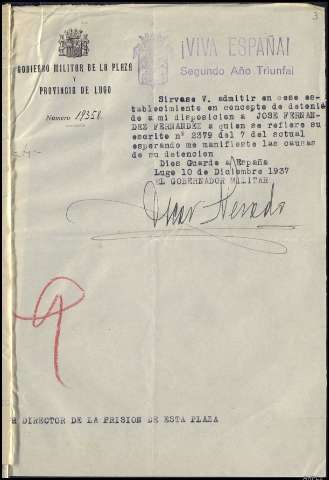 3
GOBIERNO MILITAR DE LA PLAZA
Y
PROVINCIA DE LUGO
Número 19358
¡VIVA ESPAÑA!
Segundo Año Triunfal
Sirvase V. admitir en ese es-
tablecimiento en concepto de deteni-
do a mi disposicion a JOSE FERNAN-
DEZ FERNANDEZ a quien se refiere su
escrito nº 2379 del 7 del actual
esperando me manifieste las causas
de su detencion
Dios Guarde a España
Lugo 10 de Diciembre 1937
EL GOBERNADOR MILITAR
R DIRECTOR DE LA PRISION DE ESTA PLAZA